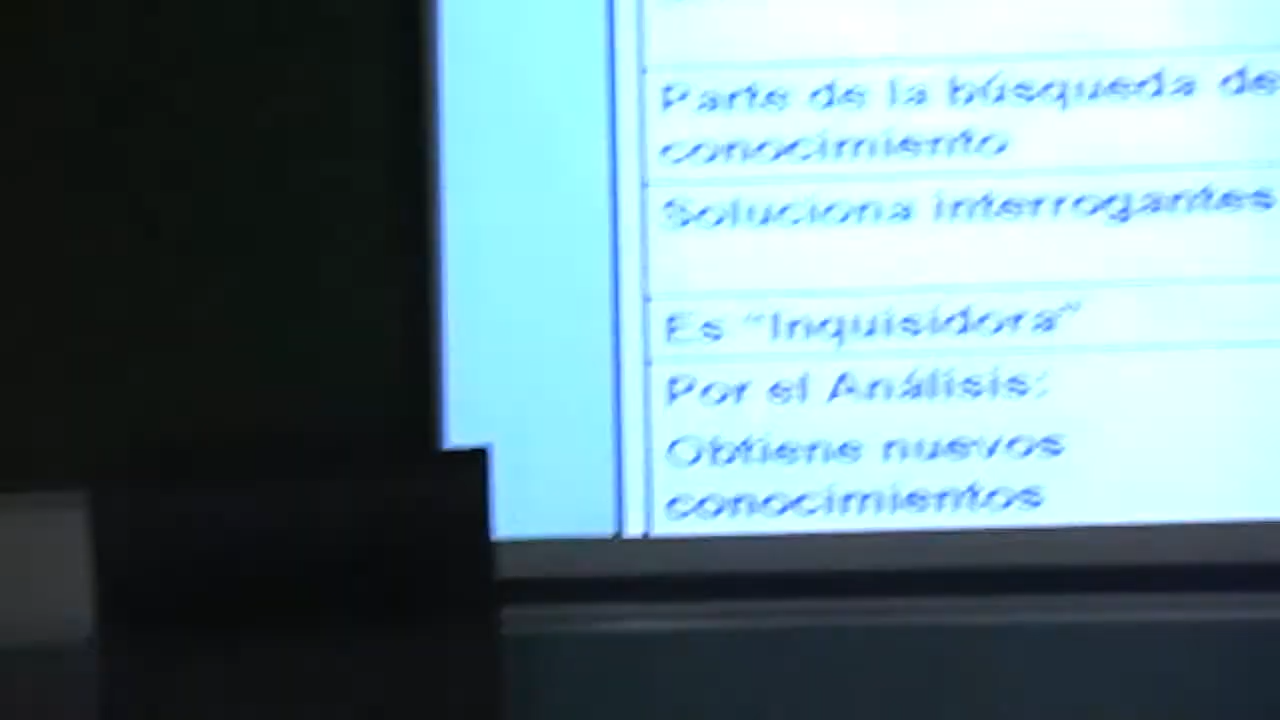 Parte de la búsqueda de
conocimiento
Soluciona interrogantes
Es "Inquisidora"
Por el Análisis:
Obtiene nuevos
conocimientos